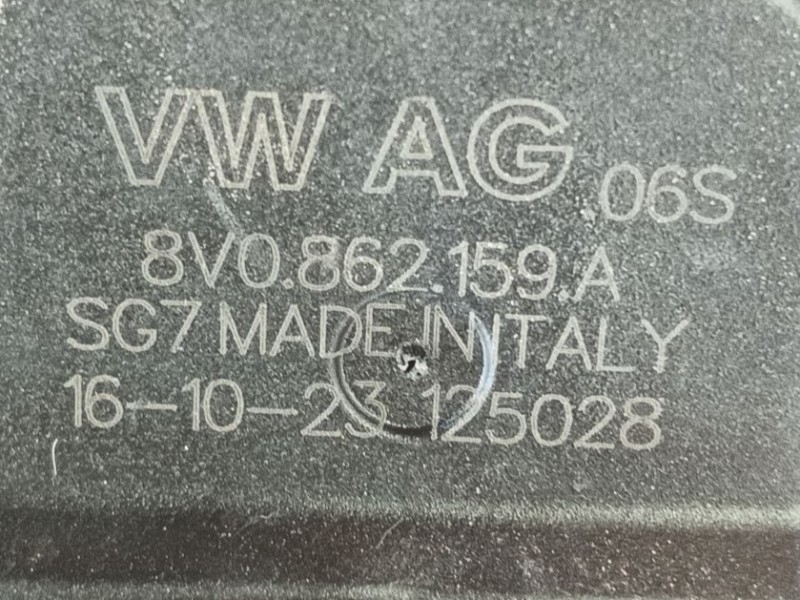 VW AG 06S
8V0.862.159.A
SG7 MADE IN ITALY
16-10-23 125028